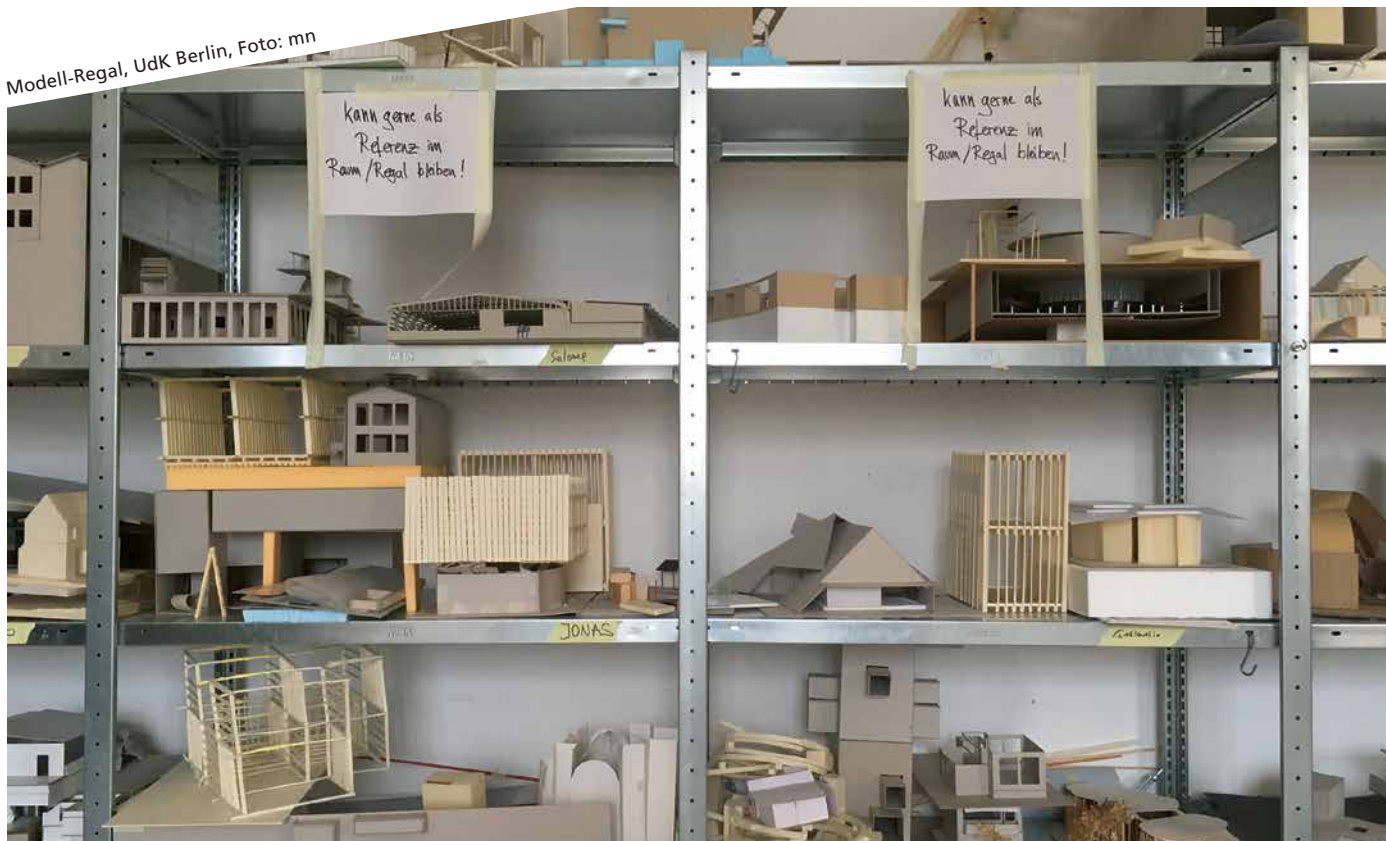 Modell-Regal, UdK Berlin, Foto: mn
kann gerne als
Referenz im
Raum/Regal bleiben!
kann gerne als
Referenz im
Raum/Regal bleiben!
Salome
JONAS